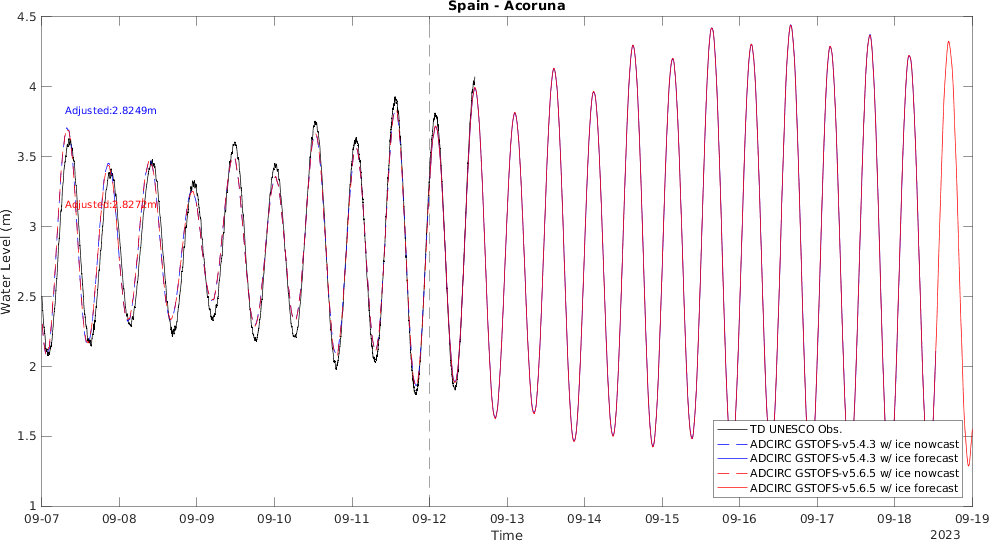 Spain - Acoruna
4.5
4
3.5
3
2.5
2
1.5
1
Water Level (m)
Adjusted:2.8249m
Adjusted:2.8272m
TD UNESCO Obs.
ADCIRC GSTOFS-v5.4.3 w/ ice nowcast
ADCIRC GSTOFS-v5.4.3 w/ ice forecast
ADCIRC GSTOFS-v5.6.5 w/ ice nowcast
ADCIRC GSTOFS-v5.6.5 w/ ice forecast
09-07 09-08 09-09 09-10 09-11 09-12 09-13 09-14 09-15 09-16 09-17 09-18 09-19
Time
2023